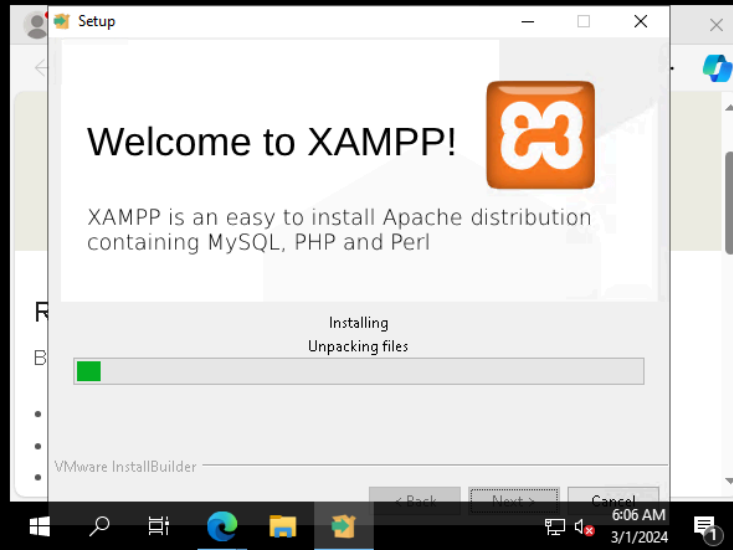 Setup
Welcome to XAMPP!
XAMPP is an easy to install Apache distribution
containing MySQL, PHP and Perl
Installing
Unpacking files
VMware InstallBuilder
< Back
Next >
Cancel
R
B
6:06 AM
3/1/2024
1